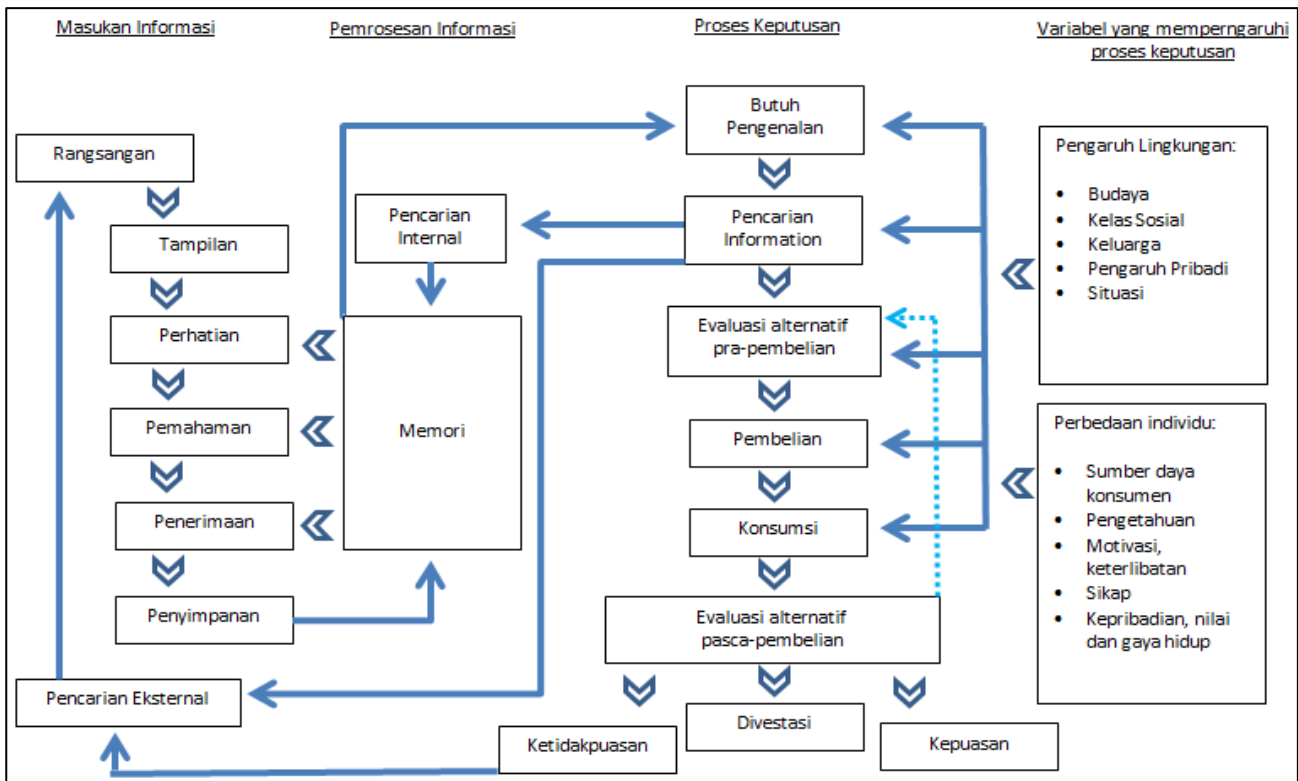 Masukan Informasi
Pemrosesan Informasi
Proses Keputusan
Variabel yang memperngaruhi
proses keputusan
Rangsangan
Tampilan
Perhatian
Pemahaman
Penerimaan
Penyimpanan
Pencarian Eksternal
Pencarian
Internal
Memori
Butuh
Pengenalan
Pencarian
Information
Evaluasi alternatif
pra-pembelian
Pembelian
Konsumsi
Evaluasi alternatif
pasca-pembelian
Ketidakpuasan
Divestasi
Kepuasan
Pengaruh Lingkungan:
• Budaya
• Kelas Sosial
• Keluarga
• Pengaruh Pribadi
• Situasi
Perbedaan individu:
• Sumber daya
konsumen
• Pengetahuan
• Motivasi,
keterlibatan
• Sikap
• Kepribadian, nilai
dan gaya hidup